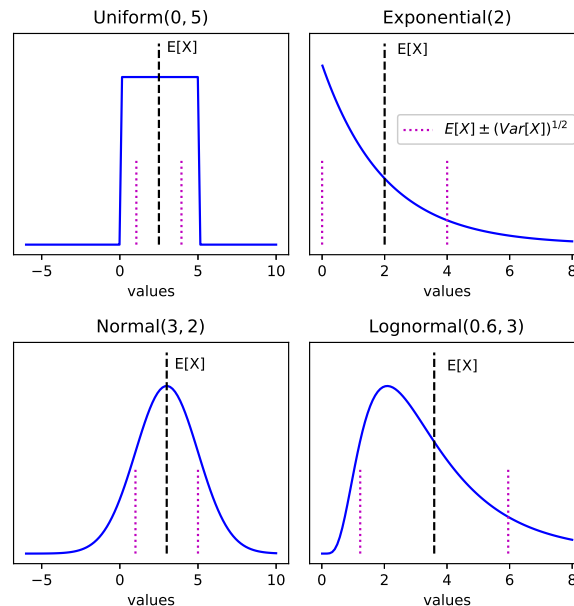 Uniform(0, 5)
E[X]
−5 0 5 10
values
Exponential(2)
E[X]
E[X] ± (Var[X])^{1/2}
0 2 4 6 8
values
Normal(3, 2)
E[X]
−5 0 5 10
values
Lognormal(0.6, 3)
E[X]
0 2 4 6 8
values